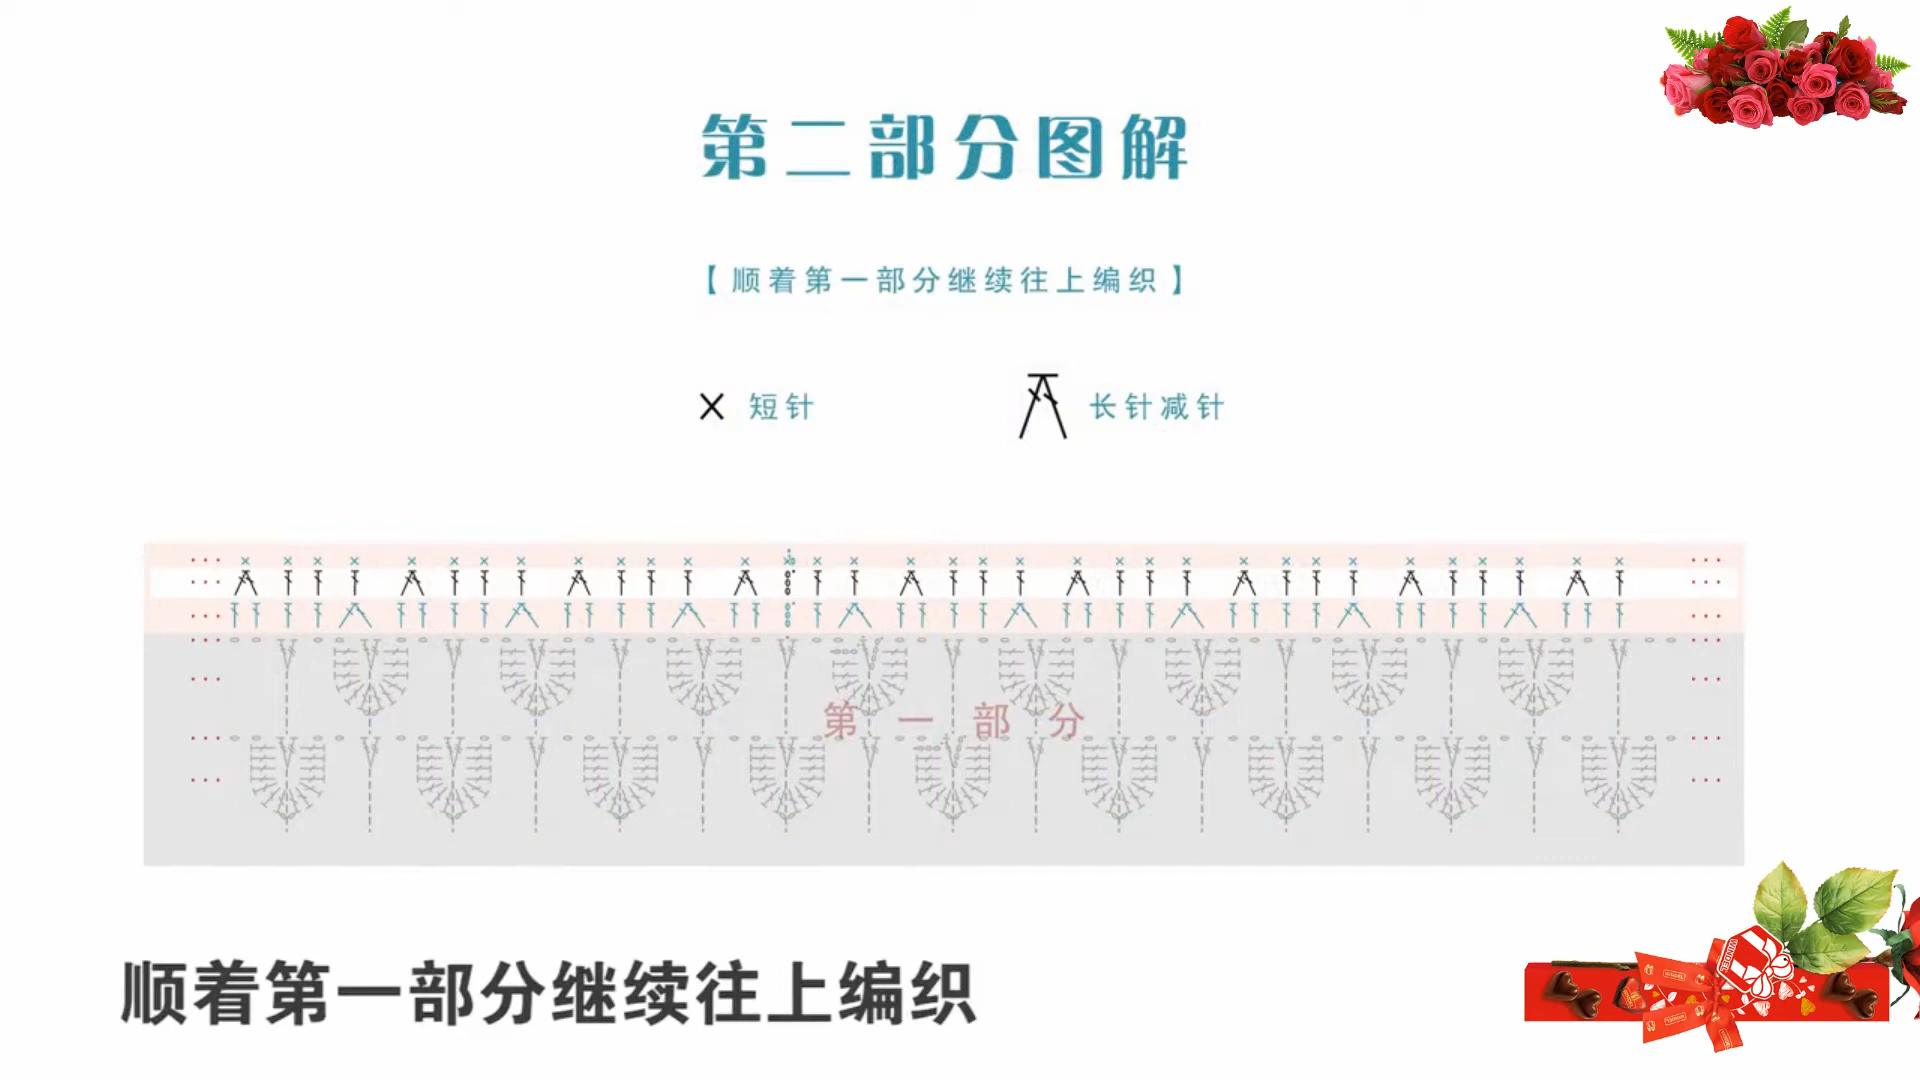 第二部分图解
【顺着第一部分继续往上编织】
短针
长针减针
第一部分
顺着第一部分继续往上编织